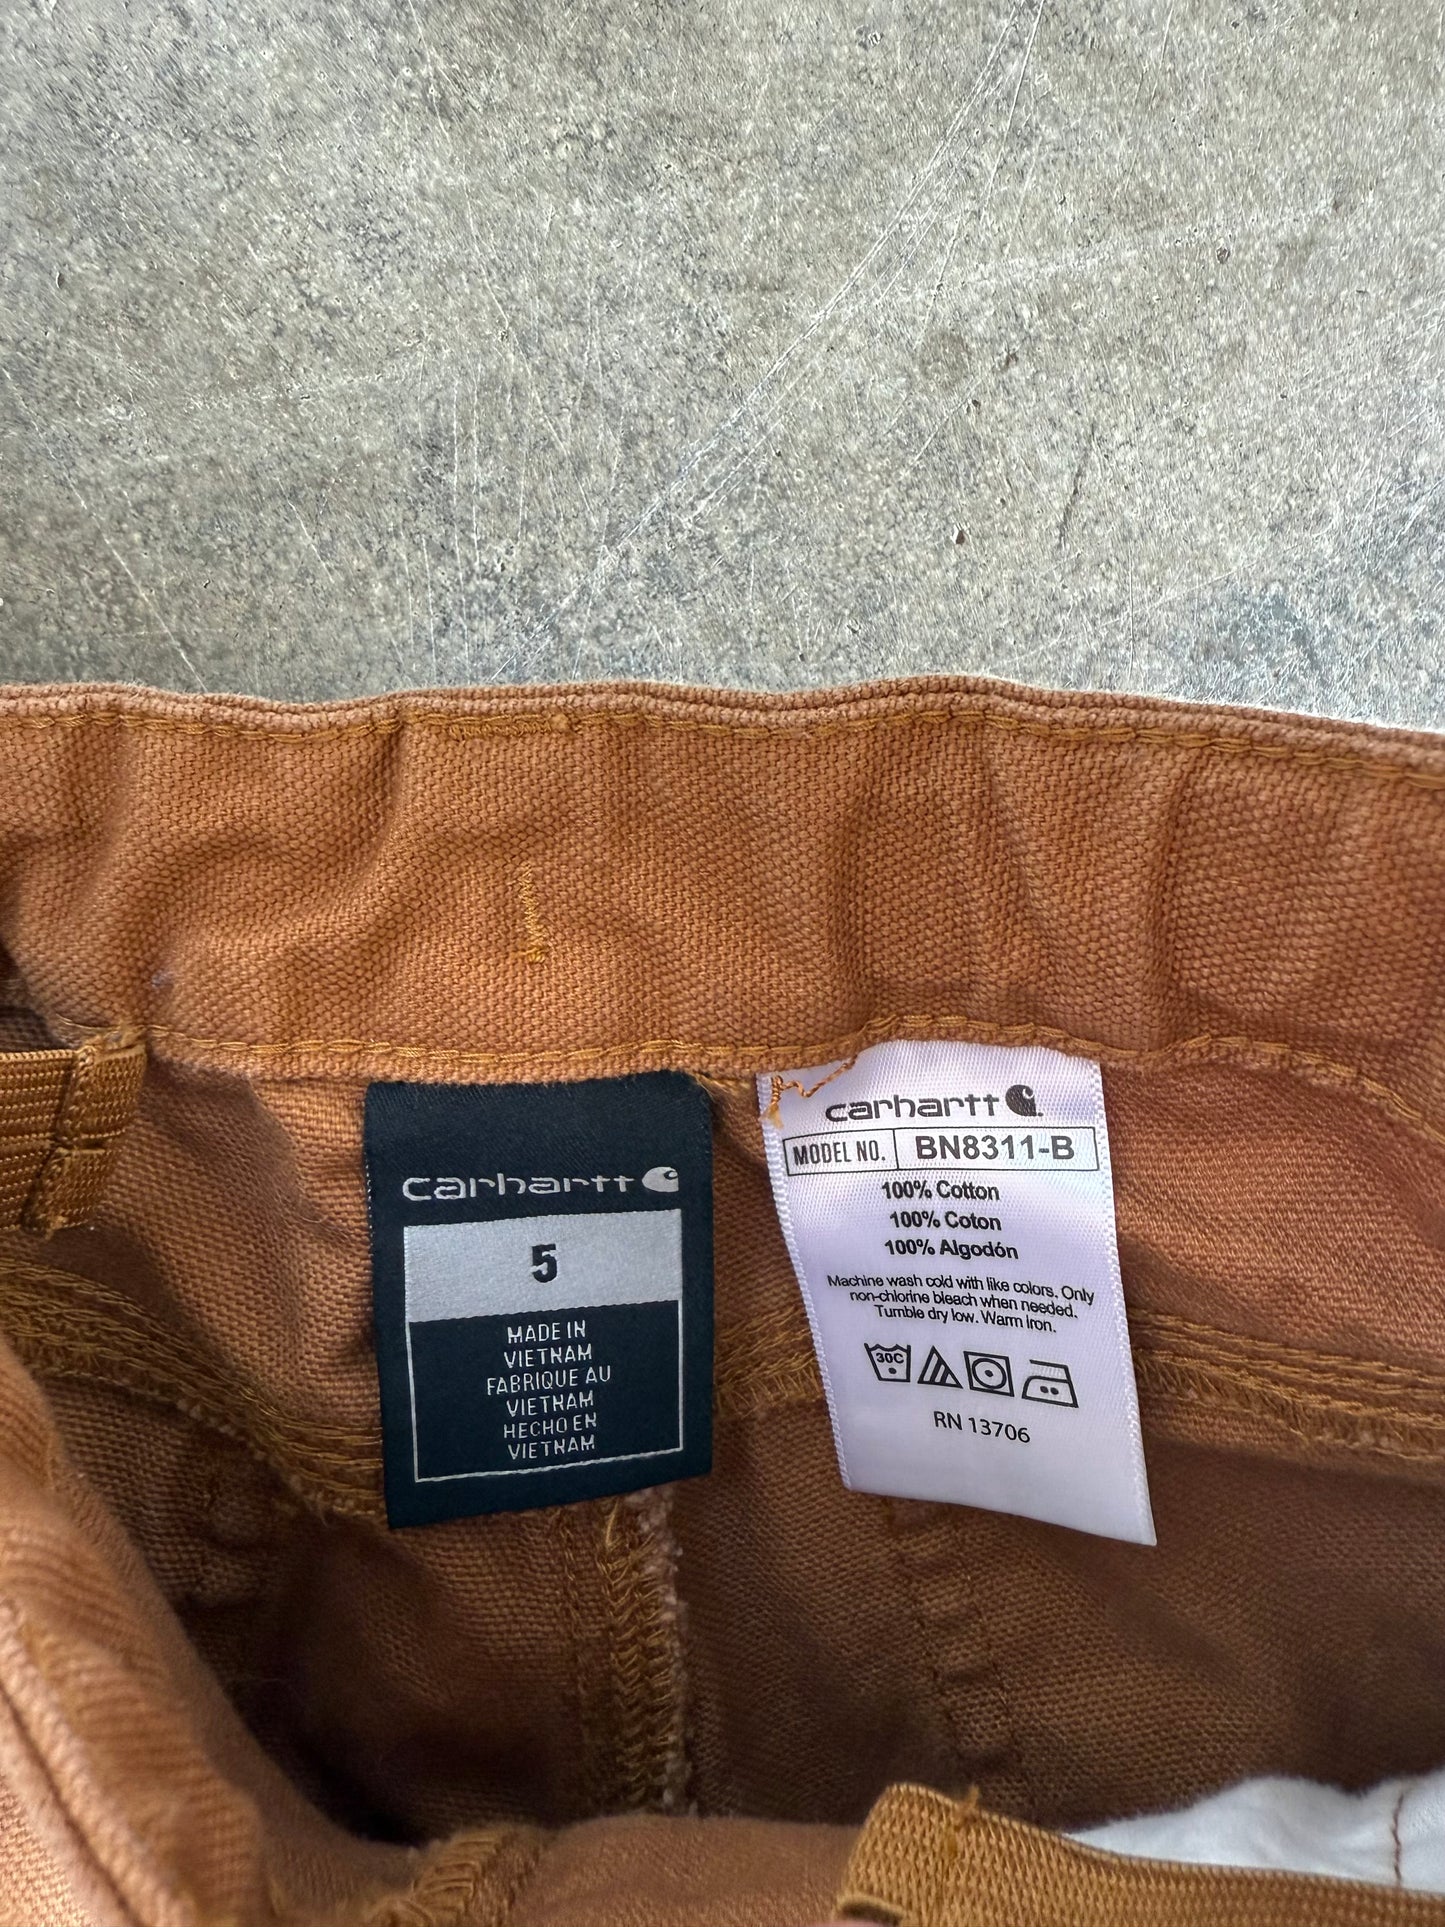 carhartt
5
MADE IN
VIETNAM
FABRIQUE AU
VIETNAM
HECHO EN
VIETNAM
carhartt
MODEL NO. BN8311-B
100% Cotton
100% Coton
100% Algodón
Machine wash cold with like colors. Only
non-chlorine bleach when needed.
Tumble dry low. Warm Iron.
30C
RN 13706